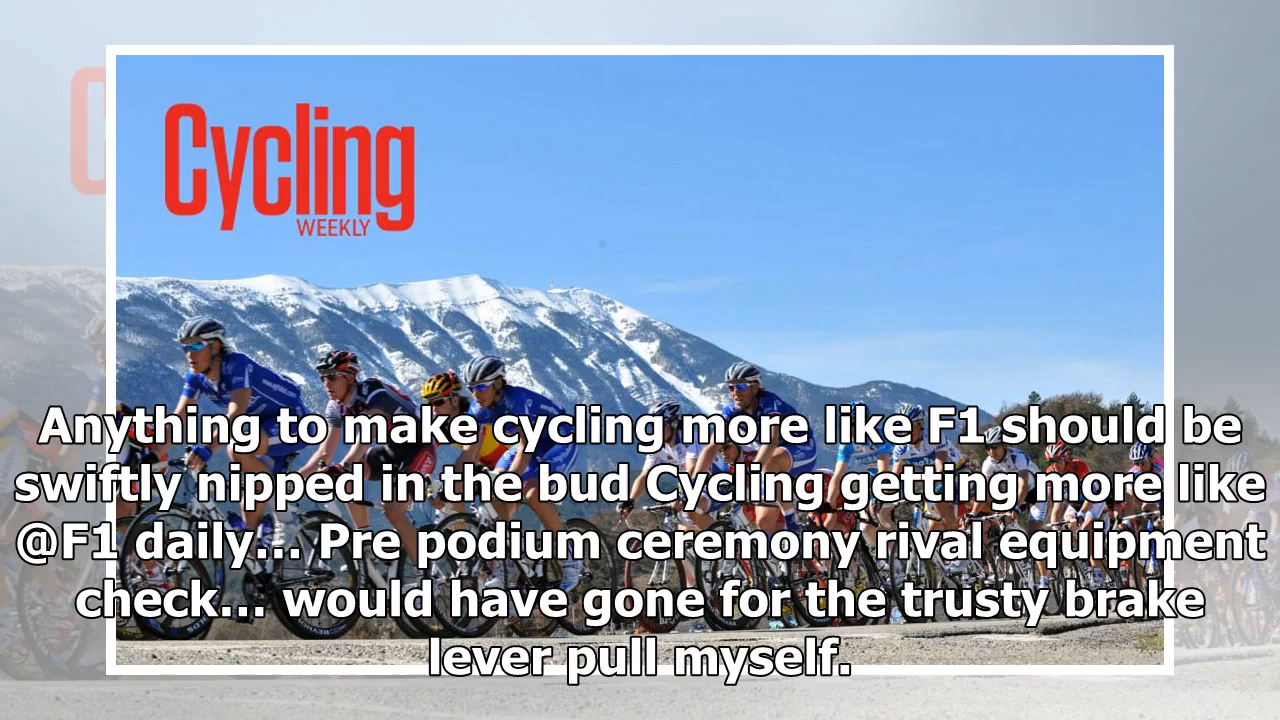 Cycling
WEEKLY
Anything to make cycling more like F1 should be
swiftly nipped in the bud Cycling getting more like
@F1 daily... Pre podium ceremony rival equipment
check... would have gone for the trusty brake
lever pull myself.